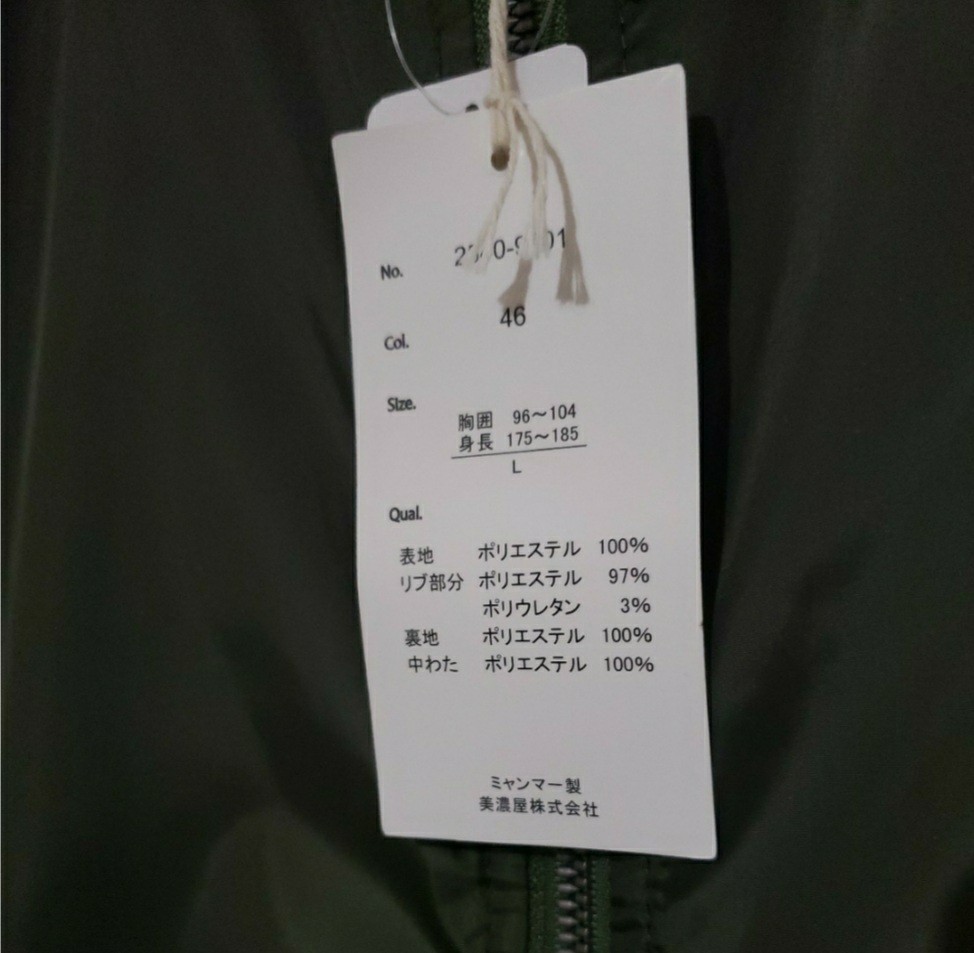 No.
Col. 46
Size.
胸囲 96～104
身長 175～185
L
Qual.
表地 ポリエステル 100%
リブ部分 ポリエステル 97%
ポリウレタン 3%
裏地 ポリエステル 100%
中わた ポリエステル 100%
ミャンマー製
美濃屋株式会社